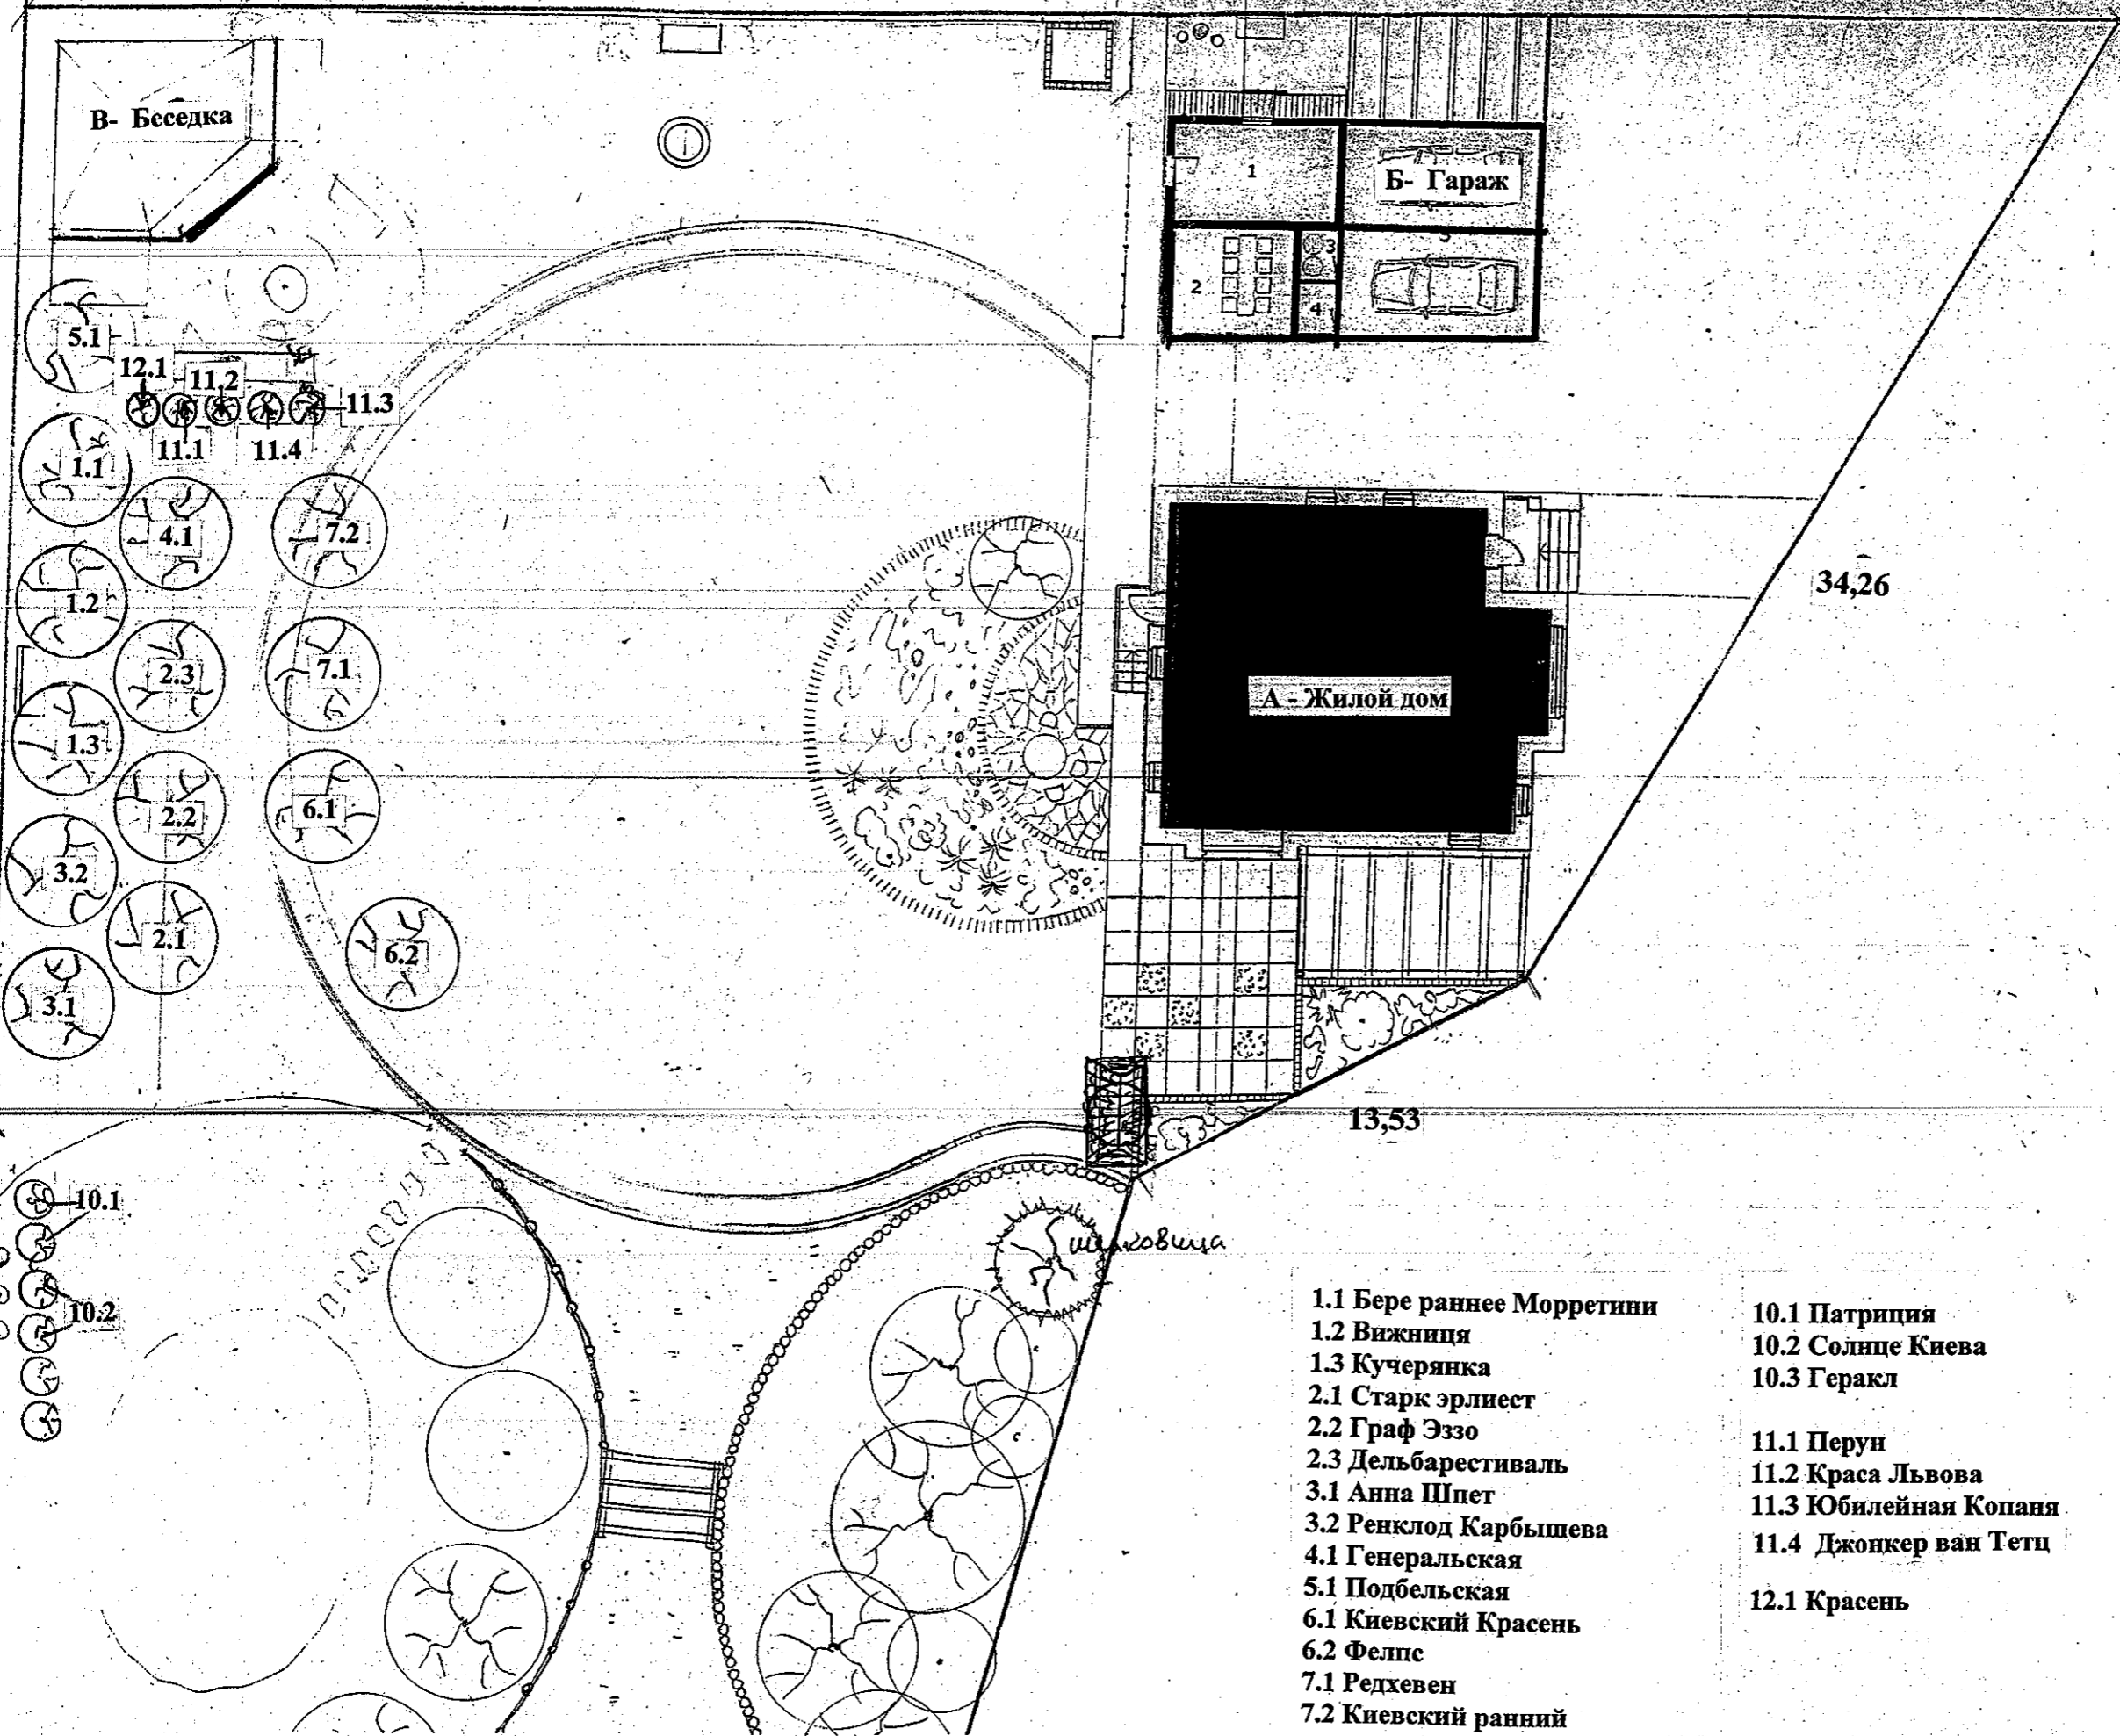 В- Беседка
1
Б- Гараж
3
5
2
4
5.1
12.1
11.2
11.3
11.1
11.4
1.1
4.1
7.2
1.2
34,26
2.3
7.1
А - Жилой дом
1.3
2.2
6.1
3.2
2.1
6.2
3.1
13,53
10.1
шелковица
10.2
1.1 Бере раннее Морретини
1.2 Вижниця
1.3 Кучерянка
2.1 Старк эрлиест
2.2 Граф Эззо
2.3 Дельбарестиваль
3.1 Анна Шпет
3.2 Ренклод Карбышева
4.1 Генеральская
5.1 Подбельская
6.1 Киевский Красень
6.2 Фелпс
7.1 Редхевен
7.2 Киевский ранний
10.1 Патриция
10.2 Солнце Киева
10.3 Геракл
11.1 Перун
11.2 Краса Львова
11.3 Юбилейная Копаня
11.4 Джонкер ван Тетц
12.1 Красень